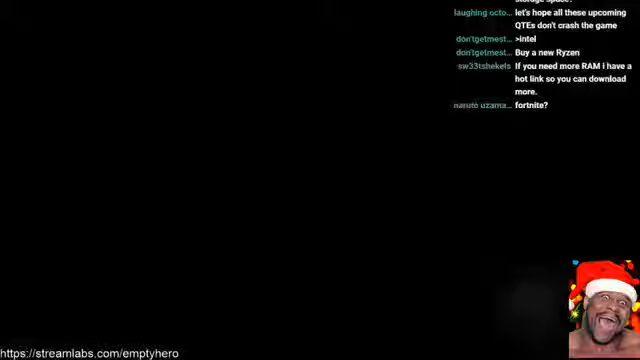 storage space?
laughing octo... let's hope all these upcoming
QTEs don't crash the game
don'tgetmest... >intel
don'tgetmest... Buy a new Ryzen
sw33tshekels If you need more RAM i have a
hot link so you can download
more.
naruto uzama... fortnite?
https://streamlabs.com/emptyhero